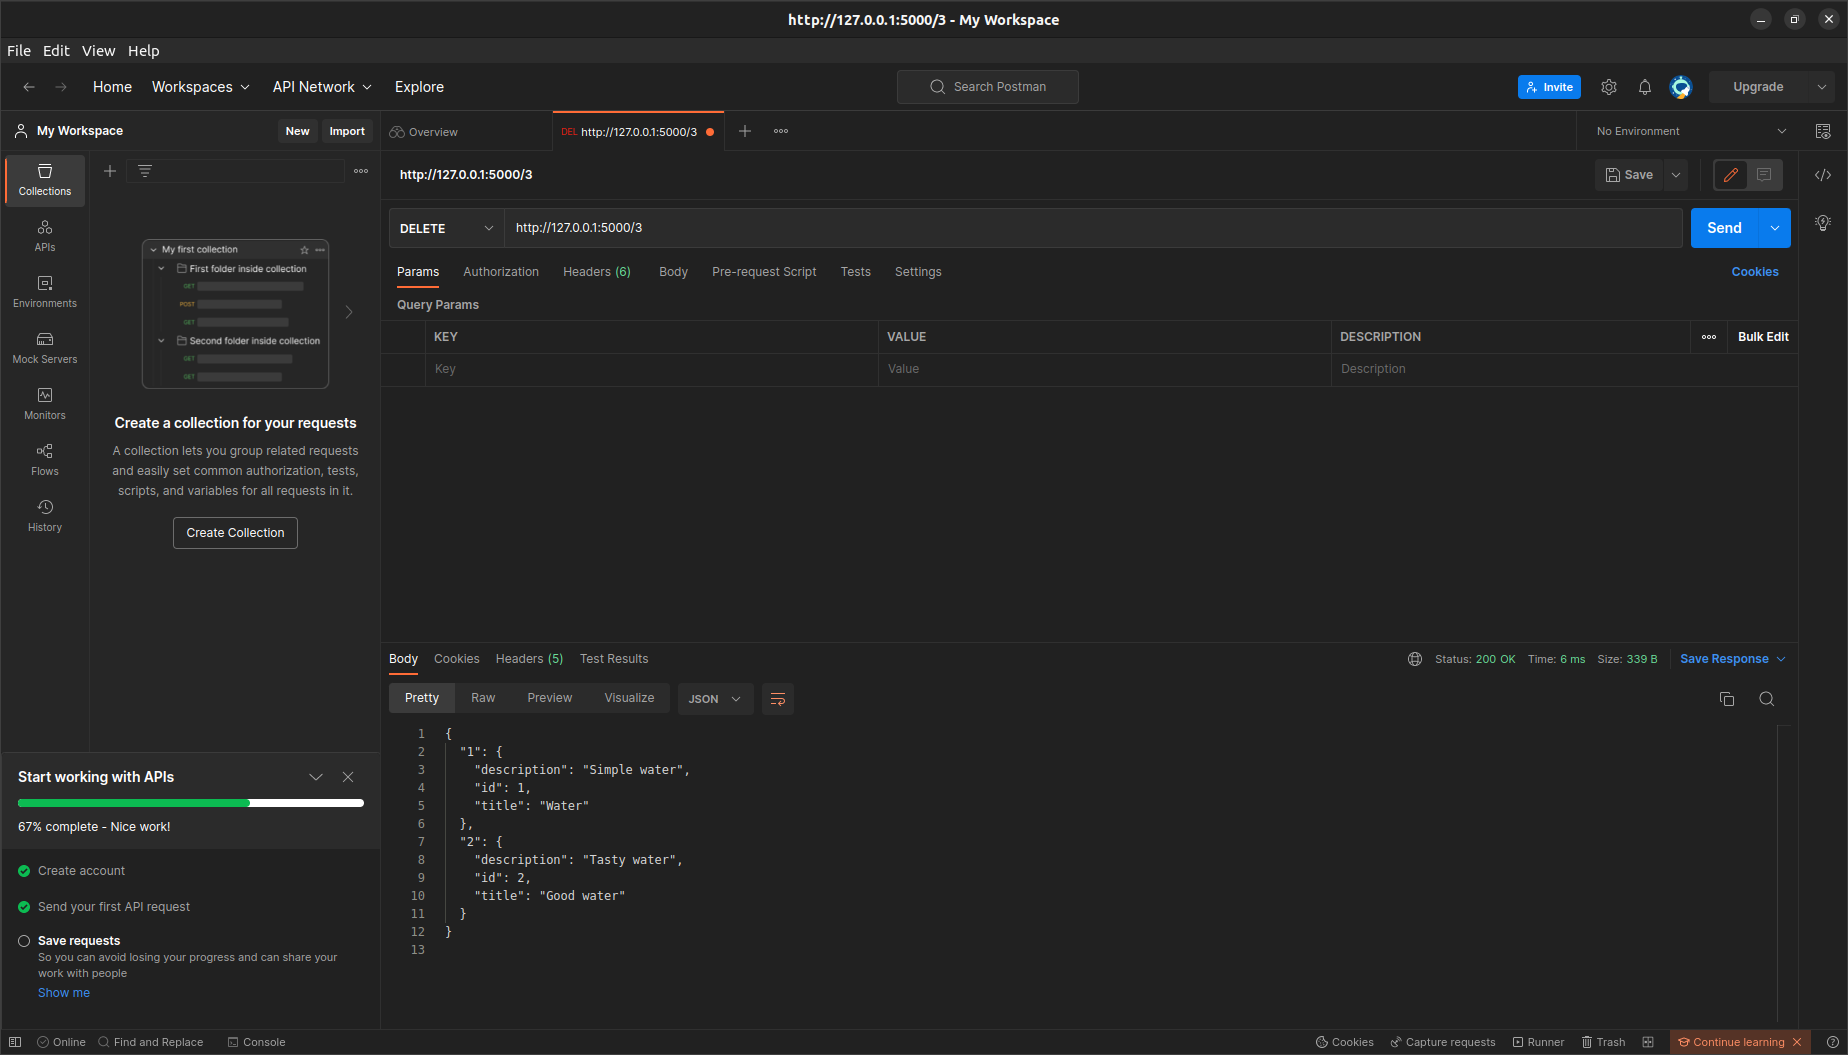 http://127.0.0.1:5000/3 - My Workspace
File Edit View Help
Home Workspaces API Network Explore
Search Postman
Invite
Upgrade
My Workspace
New Import
Overview
DEL http://127.0.0.1:5000/3
No Environment
Collections
APIs
Environments
Mock Servers
Monitors
Flows
History
My first collection
First folder inside collection
GET
POST
GET
Second folder inside collection
GET
GET
Create a collection for your requests
A collection lets you group related requests
and easily set common authorization, tests,
scripts, and variables for all requests in it.
Create Collection
http://127.0.0.1:5000/3
Save
DELETE http://127.0.0.1:5000/3
Send
Params Authorization Headers (6) Body Pre-request Script Tests Settings
Cookies
Query Params
KEY VALUE DESCRIPTION Bulk Edit
Key Value Description
Body Cookies Headers (5) Test Results
Status: 200 OK Time: 6 ms Size: 339 B Save Response
Pretty Raw Preview Visualize JSON
1 {
2 "1": {
3 "description": "Simple water",
4 "id": 1,
5 "title": "Water"
6 },
7 "2": {
8 "description": "Tasty water",
9 "id": 2,
10 "title": "Good water"
11 }
12 }
13
Start working with APIs
67% complete - Nice work!
Create account
Send your first API request
Save requests
So you can avoid losing your progress and can share your
work with people
Show me
Online Find and Replace Console
Cookies Capture requests Runner Trash Continue learning